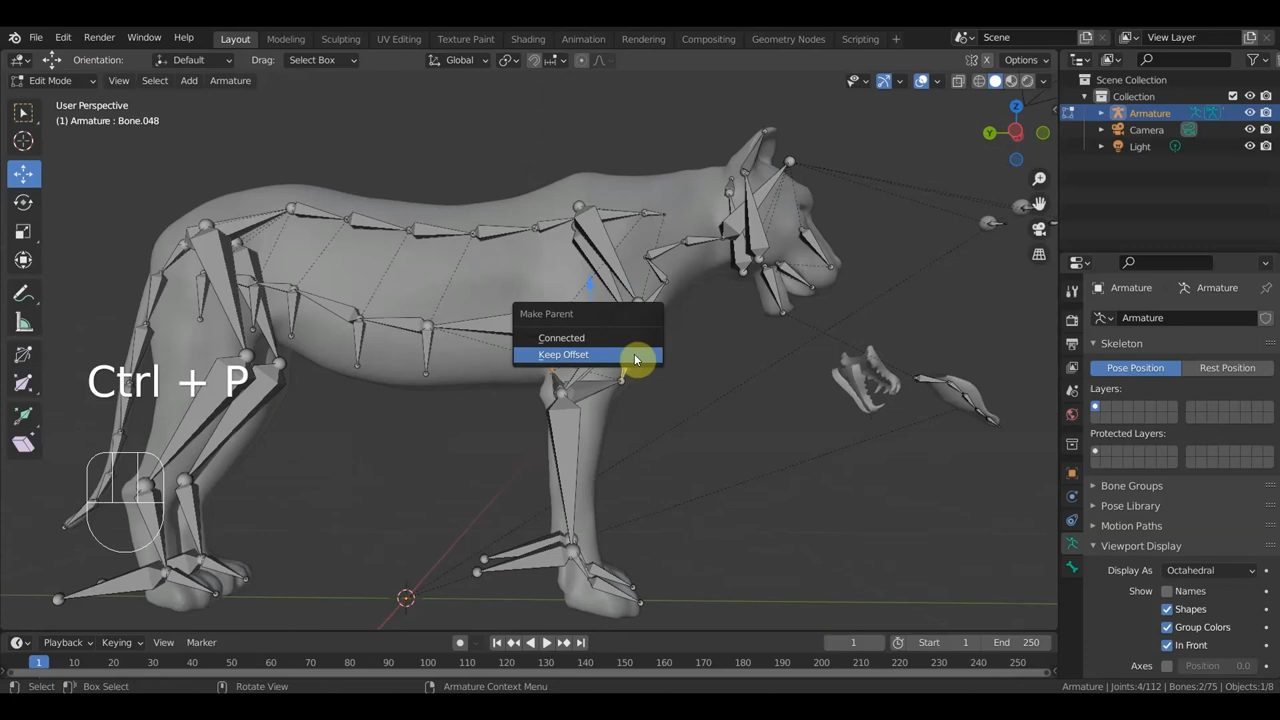 File Edit Render Window Help Layout Modeling Sculpting UV Editing Texture Paint Shading Animation Rendering Compositing Geometry Nodes Scripting + Scene View Layer
Orientation: Default Drag: Select Box Global X Options
Edit Mode View Select Add Armature
User Perspective
(1) Armature : Bone.048
Scene Collection
Collection
Armature
Camera
Light
Z
Y
Make Parent
Connected
Keep Offset
Ctrl + P
Armature Armature
Armature
Skeleton
Pose Position Rest Position
Layers:
Protected Layers:
Bone Groups
Pose Library
Motion Paths
Viewport Display
Display As Octahedral
Show Names
Shapes
Group Colors
In Front
Axes Position 0.0
Playback Keying View Marker 1 Start 1 End 250
1 10 20 30 40 50 60 70 80 90 100 110 120 130 140 150 160 170 180 190 200 210 220 230 240 250
Select Box Select Rotate View Armature Context Menu Armature | Joints:4/112 | Bones:2/75 | Objects:1/8